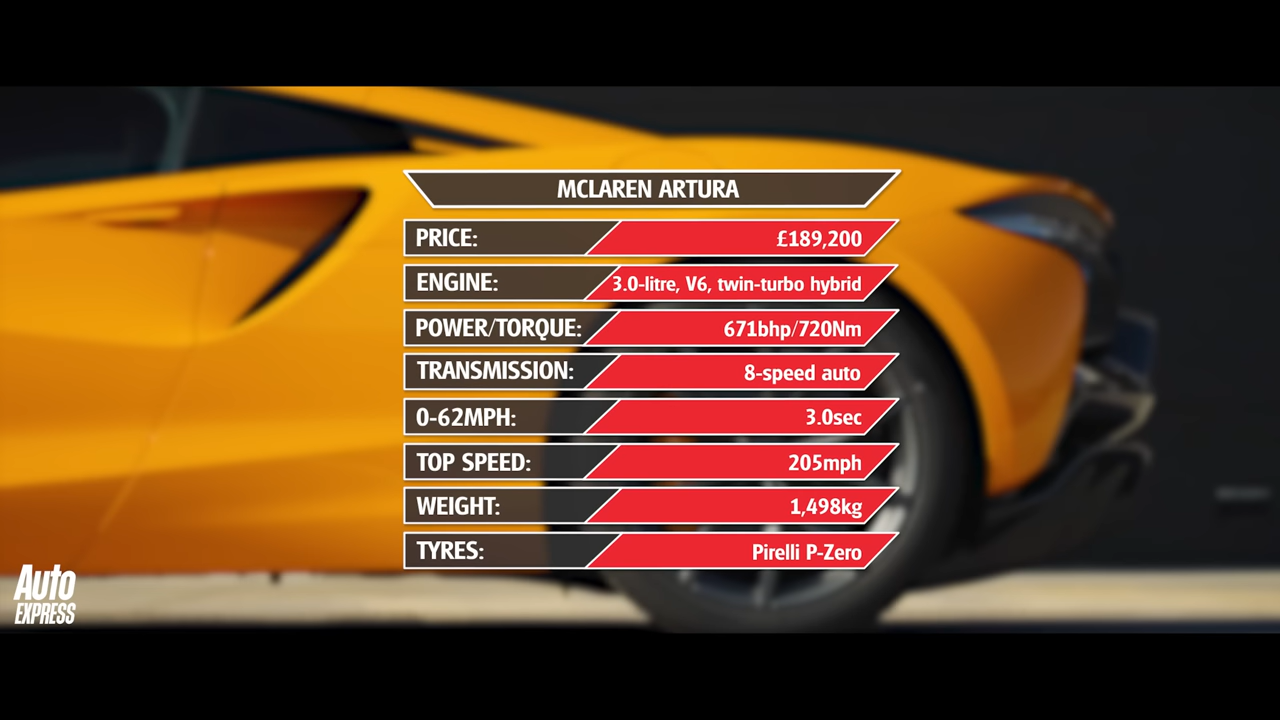 MCLAREN ARTURA
PRICE: £189,200
ENGINE: 3.0-litre, V6, twin-turbo hybrid
POWER/TORQUE: 671bhp/720Nm
TRANSMISSION: 8-speed auto
0-62MPH: 3.0sec
TOP SPEED: 205mph
WEIGHT: 1,498kg
TYRES: Pirelli P-Zero
Auto
EXPRESS